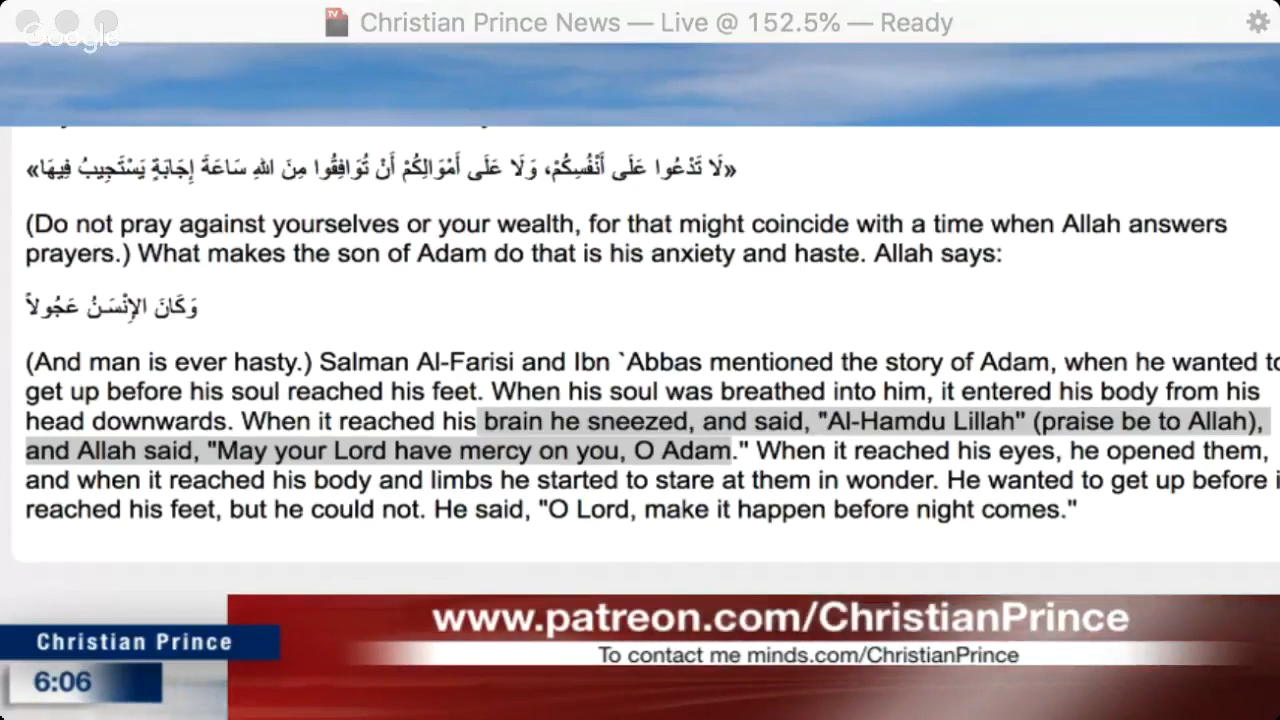 Christian Prince News — Live @ 152.5% — Ready
Google
«لَا تَدْعُوا عَلَى أَنْفُسِكُمْ، وَلَا عَلَى أَمْوَالِكُمْ أَنْ تُوَافِقُوا مِنَ اللهِ سَاعَةَ إِجَابَةٍ يَسْتَجِيبُ فِيهَا»
(Do not pray against yourselves or your wealth, for that might coincide with a time when Allah answers
prayers.) What makes the son of Adam do that is his anxiety and haste. Allah says:
وَكَانَ الإِنْسَـنُ عَجُولاً
(And man is ever hasty.) Salman Al-Farisi and Ibn `Abbas mentioned the story of Adam, when he wanted to
get up before his soul reached his feet. When his soul was breathed into him, it entered his body from his
head downwards. When it reached his brain he sneezed, and said, "Al-Hamdu Lillah" (praise be to Allah),
and Allah said, "May your Lord have mercy on you, O Adam." When it reached his eyes, he opened them,
and when it reached his body and limbs he started to stare at them in wonder. He wanted to get up before i
reached his feet, but he could not. He said, "O Lord, make it happen before night comes."
www.patreon.com/ChristianPrince
To contact me minds.com/ChristianPrince
Christian Prince
6:06
TV